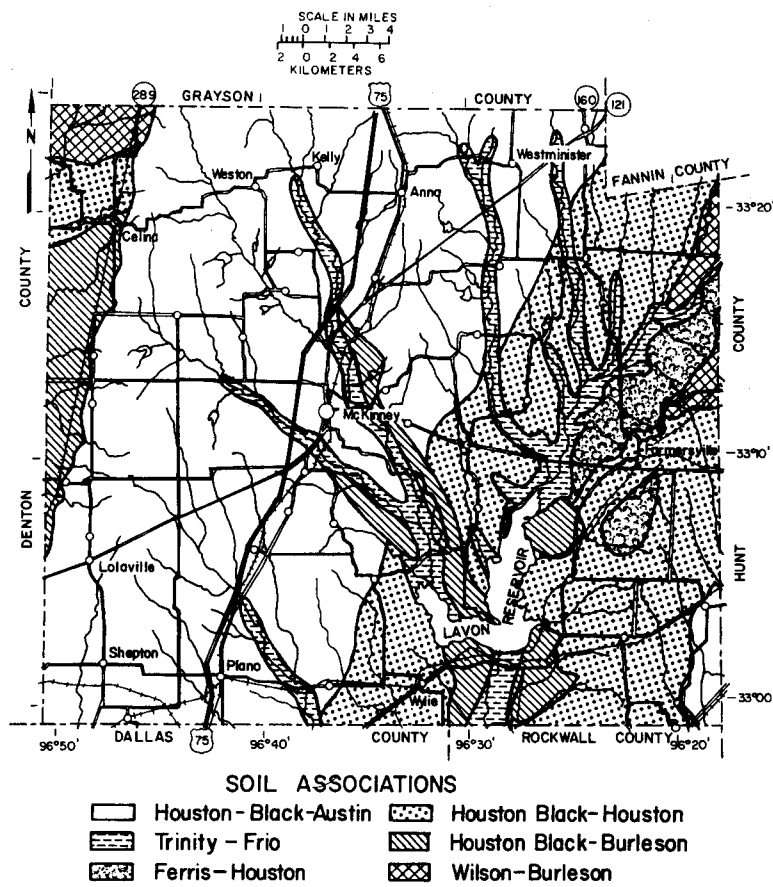 SCALE IN MILES
1 0 1 2 3 4
2 0 2 4 6
KILOMETERS
289 GRAYSON 75 COUNTY 160 121
N
Kelly
Westminister
Weston
Anna
FANNIN COUNTY
33°20'
Celina
COUNTY
COUNTY
McKinney
Farmersville
33°10'
DENTON
HUNT
Lolaville
RESERVOIR
LAVON
Shepton
Plano
Wylie
33°00
96°50' DALLAS 75 96°40' COUNTY 96°30' ROCKWALL COUNTY 96°20'
SOIL ASSOCIATIONS
Houston-Black-Austin
Houston Black-Houston
Trinity-Frio
Houston Black-Burleson
Ferris-Houston
Wilson-Burleson